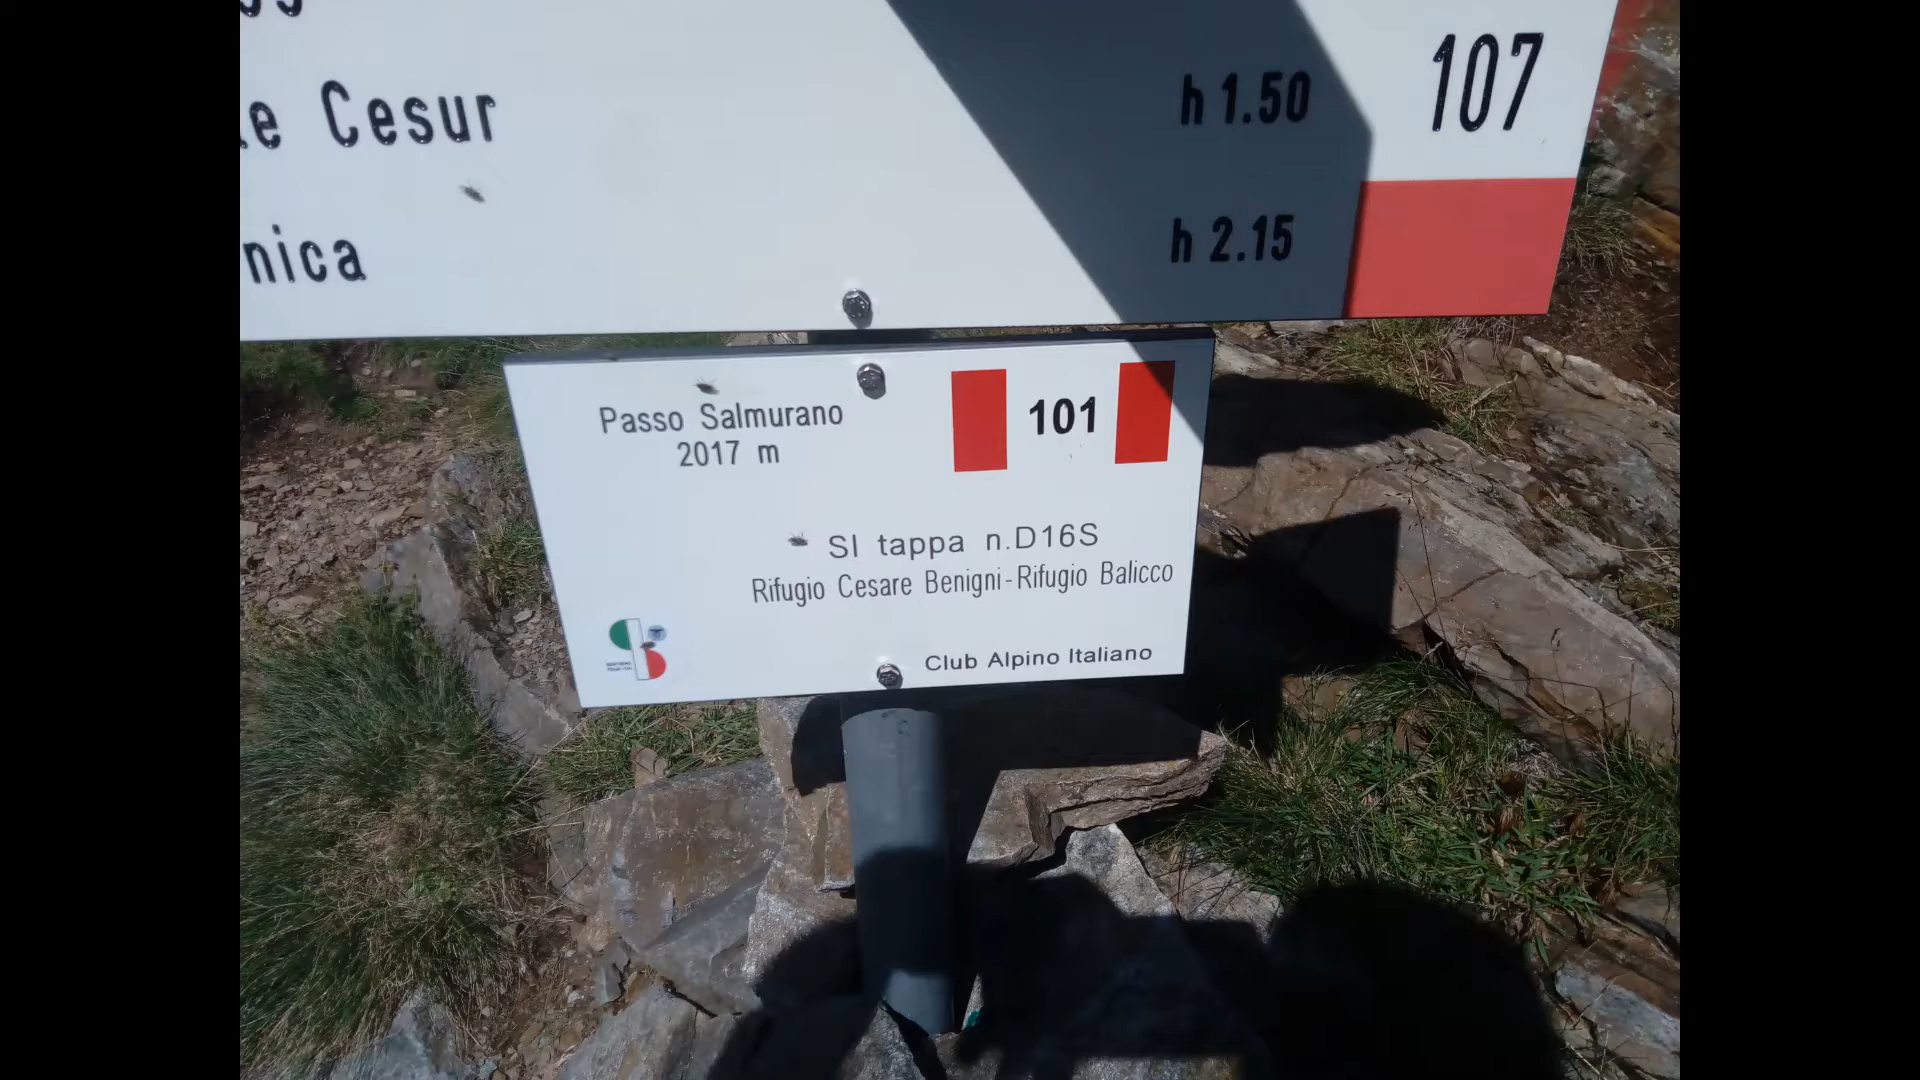 Cesur h 1.50 107
h 2.15
Passo Salmurano
2017 m
101
SI tappa n.D16S
Rifugio Cesare Benigni-Rifugio Balicco
Club Alpino Italiano